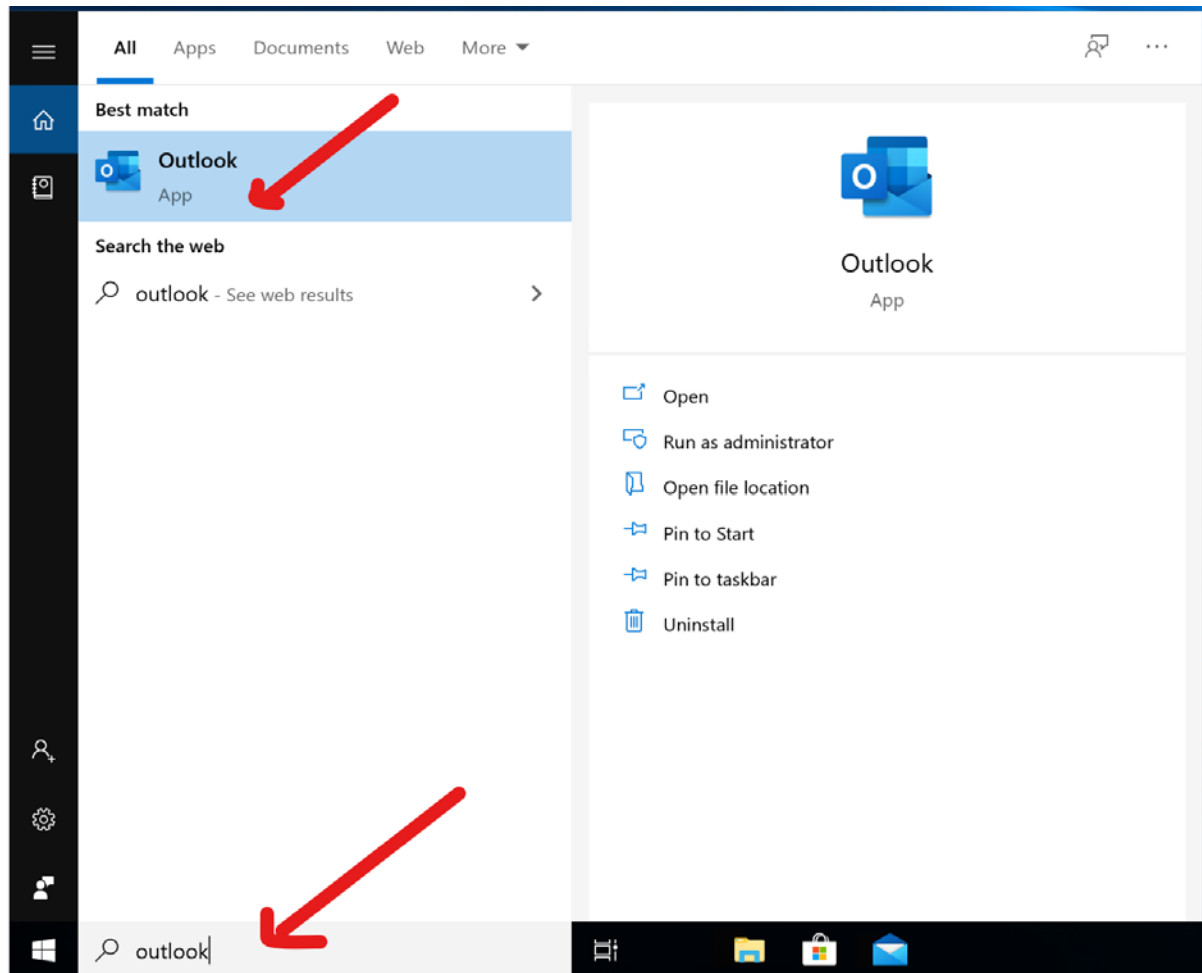 All Apps Documents Web More
Best match
Outlook
App
Search the web
outlook - See web results
Outlook
App
Open
Run as administrator
Open file location
Pin to Start
Pin to taskbar
Uninstall
outlook